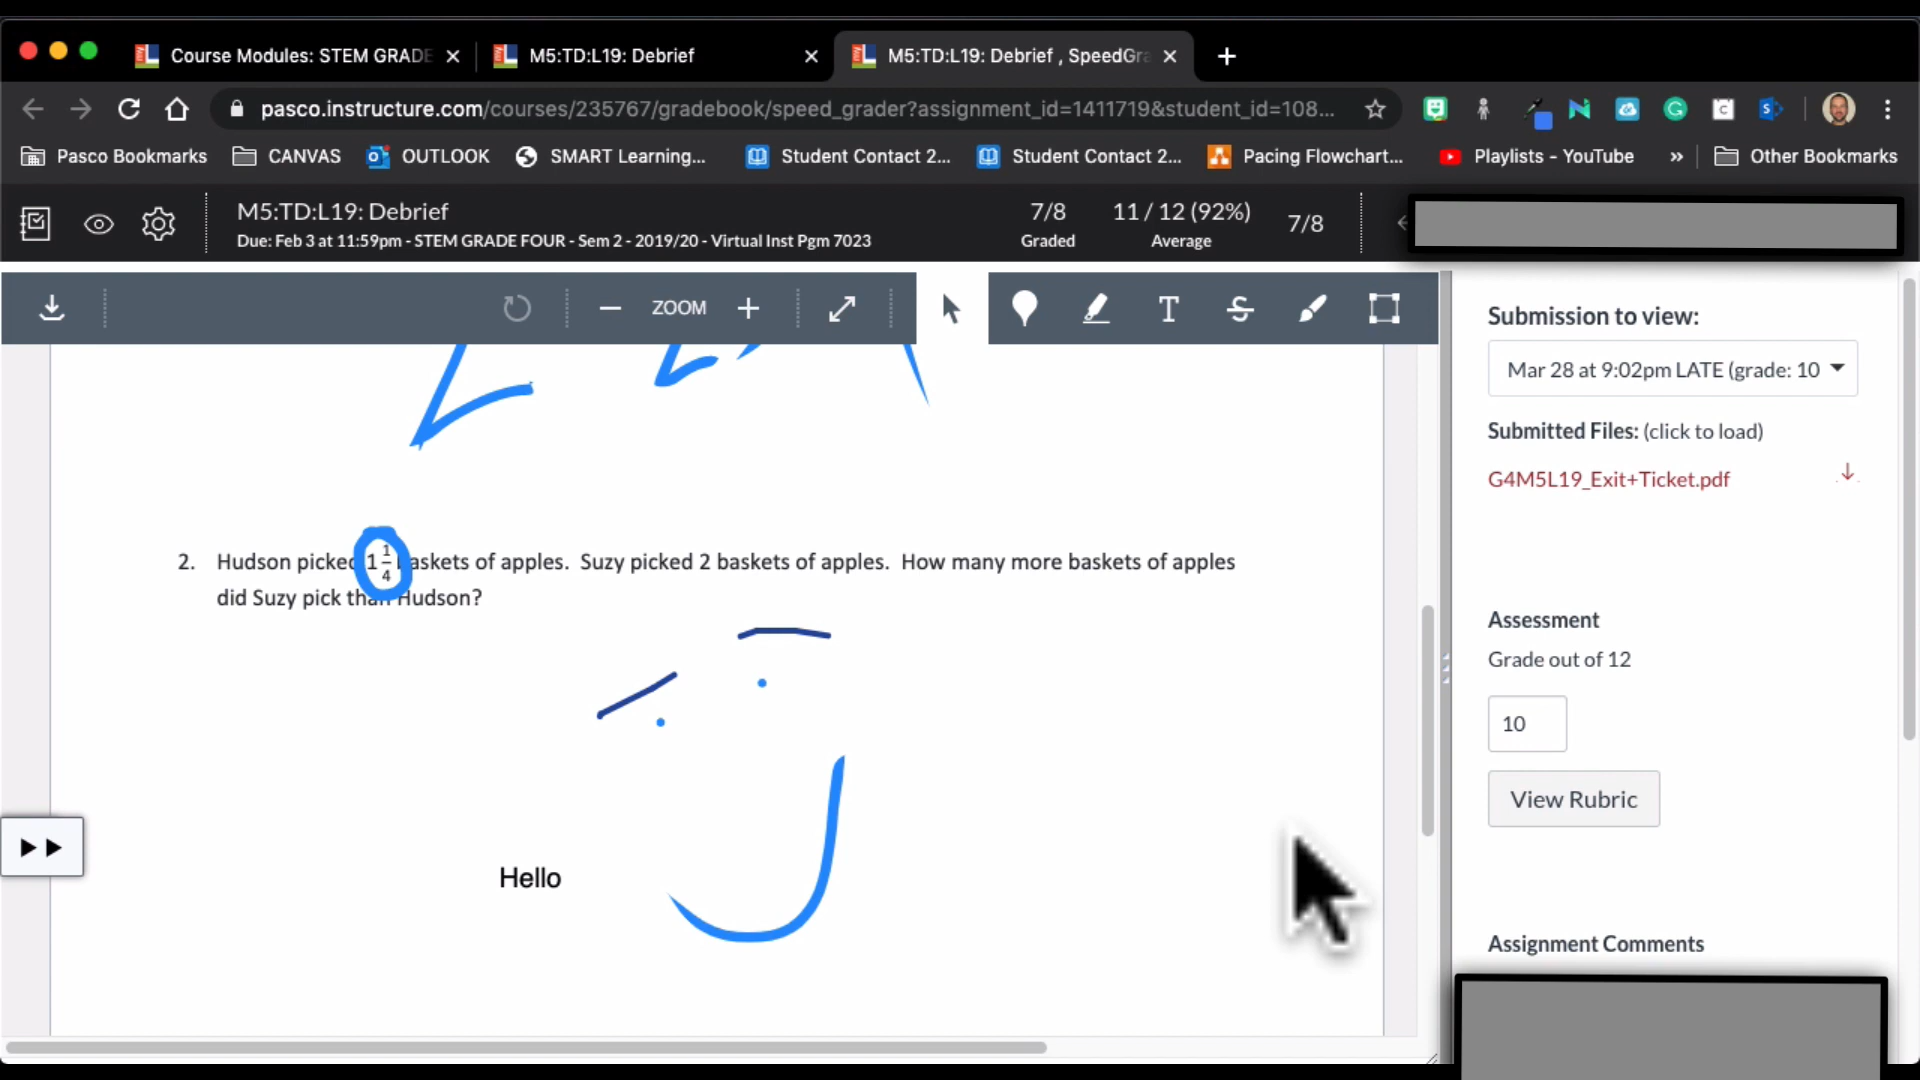 Course Modules: STEM GRADE
M5:TD:L19: Debrief
M5:TD:L19: Debrief , SpeedGra
pasco.instructure.com/courses/235767/gradebook/speed_grader?assignment_id=1411719&student_id=108...
Pasco Bookmarks
CANVAS
OUTLOOK
SMART Learning...
Student Contact 2...
Student Contact 2...
Pacing Flowchart...
Playlists - YouTube
»
Other Bookmarks
M5:TD:L19: Debrief
Due: Feb 3 at 11:59pm - STEM GRADE FOUR - Sem 2 - 2019/20 - Virtual Inst Pgm 7023
7/8
Graded
11 / 12 (92%)
Average
7/8
ZOOM
T
S
2. Hudson picked 1 1/4 baskets of apples. Suzy picked 2 baskets of apples. How many more baskets of apples
did Suzy pick than Hudson?
Hello
Submission to view:
Mar 28 at 9:02pm LATE (grade: 10
Submitted Files: (click to load)
G4M5L19_Exit+Ticket.pdf
Assessment
Grade out of 12
10
View Rubric
Assignment Comments